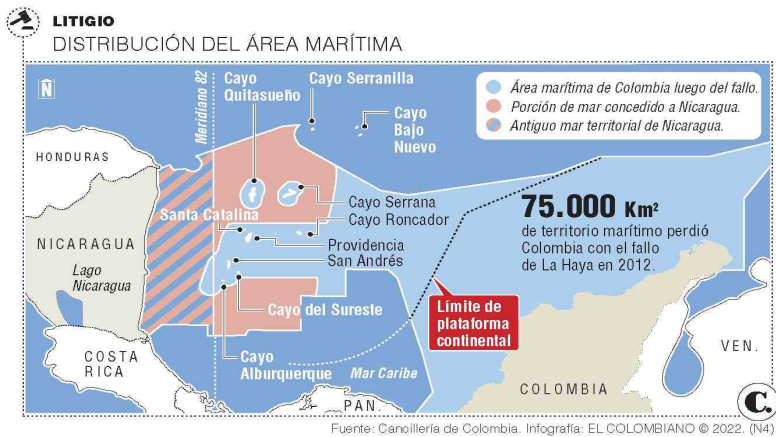 LITIGIO
DISTRIBUCIÓN DEL ÁREA MARÍTIMA
N
Meridiano 82
Cayo
Quitasueño
Cayo Serranilla
Cayo
Bajo
Nuevo
Área marítima de Colombia luego del fallo.
Porción de mar concedido a Nicaragua.
Antiguo mar territorial de Nicaragua.
HONDURAS
Cayo Serrana
Cayo Roncador
Santa Catalina
Providencia
San Andrés
75.000 Km²
de territorio marítimo perdió
Colombia con el fallo
de La Haya en 2012.
NICARAGUA
Lago
Nicaragua
Cayo del Sureste
Límite de
plataforma
continental
COSTA
RICA
Cayo
Alburquerque
Mar Caribe
PAN.
COLOMBIA
VEN.
C.
Fuente: Cancillería de Colombia. Infografía: EL COLOMBIANO © 2022. (N4)